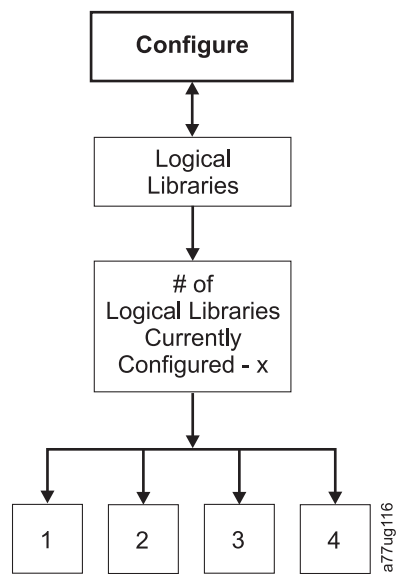 Configure
Logical
Libraries
# of
Logical Libraries
Currently
Configured - x
1
2
3
4
a77ug116